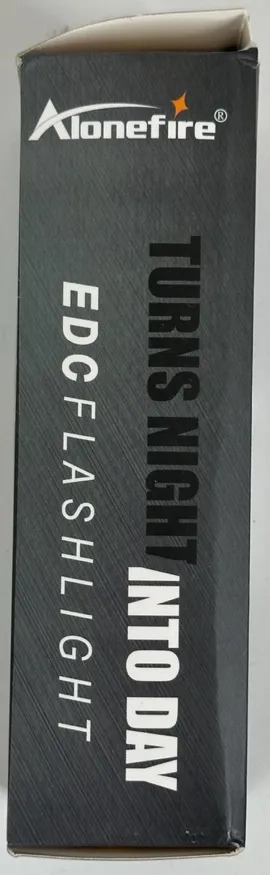 Alonefire®
TURNS NIGHT
INTO DAY
EDC FLASHLIGHT